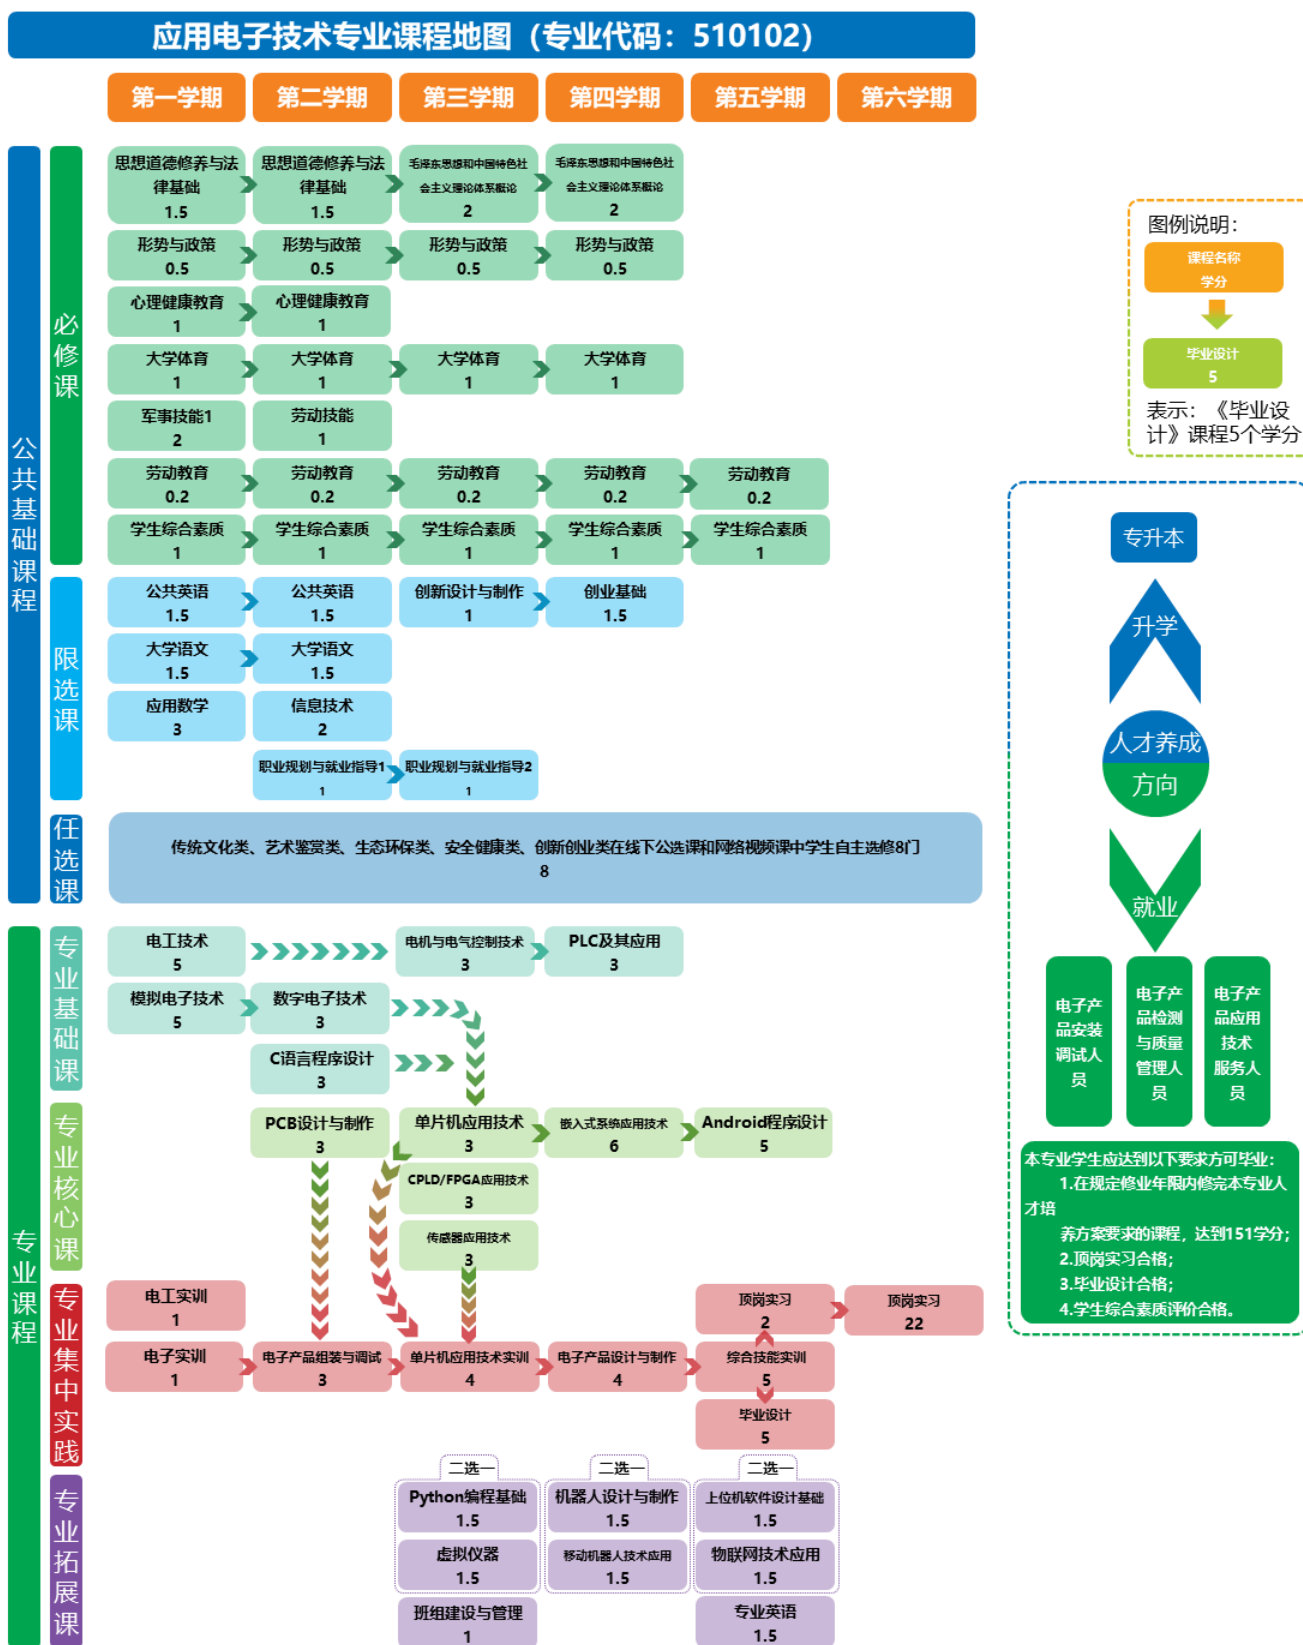 应用电子技术专业课程地图（专业代码：510102）
第一学期 第二学期 第三学期 第四学期 第五学期 第六学期
公共基础课程
必修课
思想道德修养与法
律基础
1.5
思想道德修养与法
律基础
1.5
毛泽东思想和中国特色社
会主义理论体系概论
2
毛泽东思想和中国特色社
会主义理论体系概论
2
形势与政策
0.5
形势与政策
0.5
形势与政策
0.5
形势与政策
0.5
心理健康教育
1
心理健康教育
1
大学体育
1
大学体育
1
大学体育
1
大学体育
1
军事技能1
2
劳动技能
1
劳动教育
0.2
劳动教育
0.2
劳动教育
0.2
劳动教育
0.2
劳动教育
0.2
学生综合素质
1
学生综合素质
1
学生综合素质
1
学生综合素质
1
学生综合素质
1
限选课
公共英语
1.5
公共英语
1.5
创新设计与制作
1
创业基础
1.5
大学语文
1.5
大学语文
1.5
应用数学
3
信息技术
2
职业规划与就业指导1
1
职业规划与就业指导2
1
任选课
传统文化类、艺术鉴赏类、生态环保类、安全健康类、创新创业类在线下公选课和网络视频课中学生自主选修8门
8
专业课程
专业基础课
电工技术
5
电机与电气控制技术
3
PLC及其应用
3
模拟电子技术
5
数字电子技术
3
C语言程序设计
3
专业核心课
PCB设计与制作
3
单片机应用技术
3
嵌入式系统应用技术
6
Android程序设计
5
CPLD/FPGA应用技术
3
传感器应用技术
3
专业集中实践
电工实训
1
顶岗实习
2
顶岗实习
22
电子实训
1
电子产品组装与调试
3
单片机应用技术实训
4
电子产品设计与制作
4
综合技能实训
5
毕业设计
5
专业拓展课
二选一
二选一
二选一
Python编程基础
1.5
机器人设计与制作
1.5
上位机软件设计基础
1.5
虚拟仪器
1.5
移动机器人技术应用
1.5
物联网技术应用
1.5
班组建设与管理
1
专业英语
1.5
图例说明：
课程名称
学分
毕业设计
5
表示：《毕业设
计》课程5个学分
专升本
升学
人才养成
方向
就业
电子产
品安装
调试人
员
电子产
品检测
与质量
管理人
员
电子产
品应用
技术
服务人
员
本专业学生应达到以下要求方可毕业：
1.在规定修业年限内修完本专业人
才培
养方案要求的课程，达到151学分；
2.顶岗实习合格；
3.毕业设计合格；
4.学生综合素质评价合格。